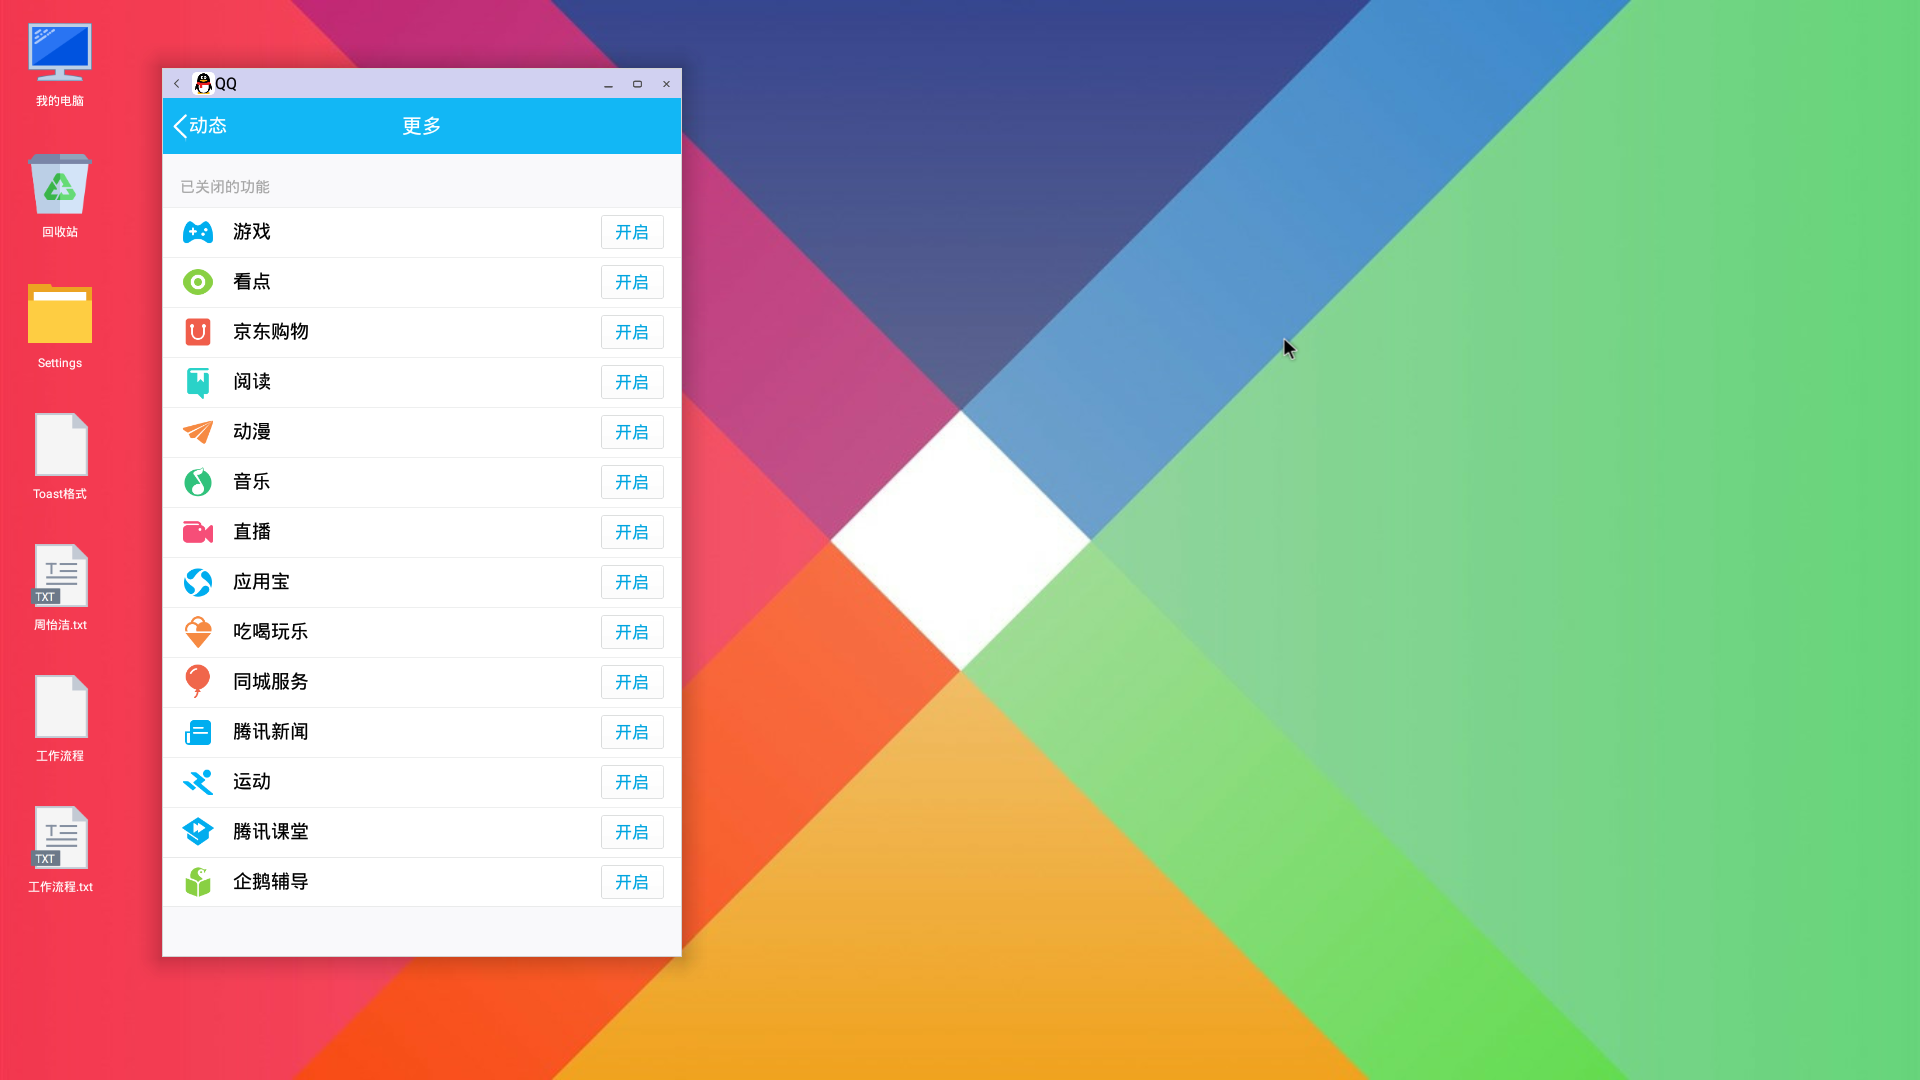 我的电脑
回收站
Settings
Toast格式
TXT
周怡洁.txt
工作流程
TXT
工作流程.txt
QQ
动态
更多
已关闭的功能
游戏 开启
看点 开启
京东购物 开启
阅读 开启
动漫 开启
音乐 开启
直播 开启
应用宝 开启
吃喝玩乐 开启
同城服务 开启
腾讯新闻 开启
运动 开启
腾讯课堂 开启
企鹅辅导 开启